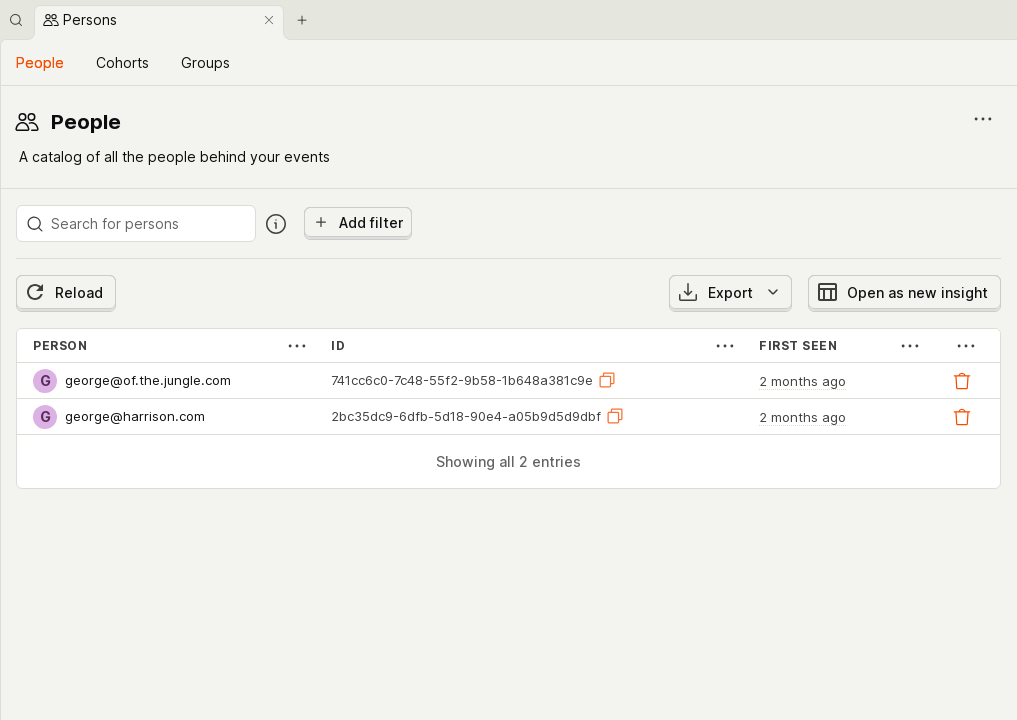 Persons
People
Cohorts
Groups
People
A catalog of all the people behind your events
Search for persons
Add filter
Reload
Export
Open as new insight
PERSON
ID
FIRST SEEN
G george@of.the.jungle.com 741cc6c0-7c48-55f2-9b58-1b648a381c9e 2 months ago
G george@harrison.com 2bc35dc9-6dfb-5d18-90e4-a05b9d5d9dbf 2 months ago
Showing all 2 entries